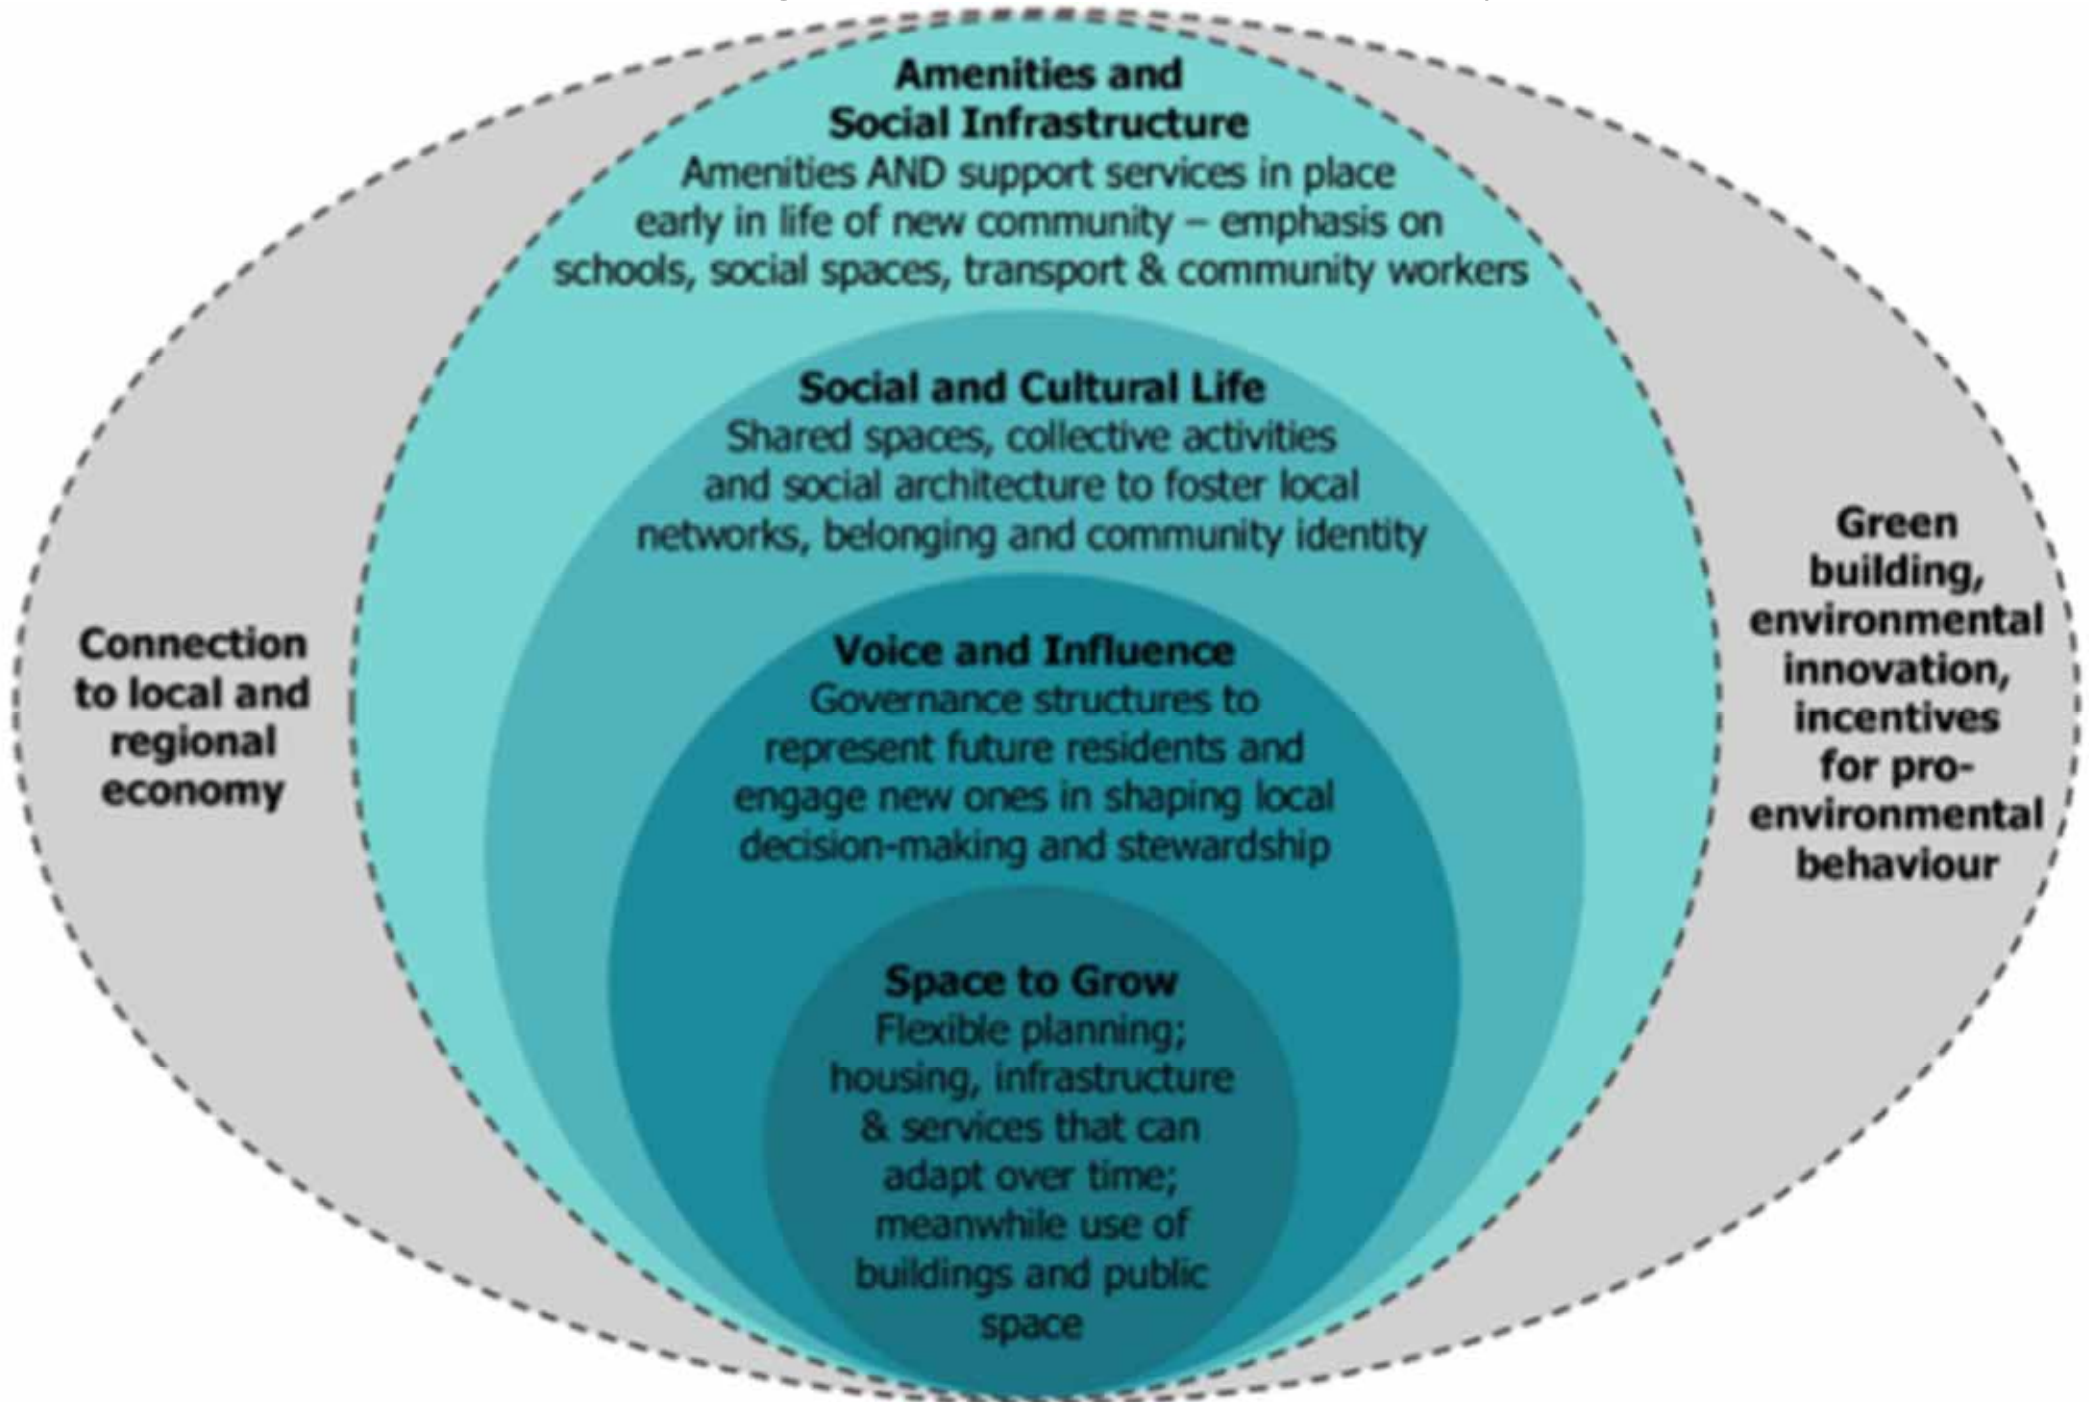 Amenities and
Social Infrastructure
Amenities AND support services in place
early in life of new community – emphasis on
schools, social spaces, transport & community workers
Social and Cultural Life
Shared spaces, collective activities
and social architecture to foster local
networks, belonging and community identity
Voice and Influence
Governance structures to
represent future residents and
engage new ones in shaping local
decision-making and stewardship
Space to Grow
Flexible planning;
housing, infrastructure
& services that can
adapt over time;
meanwhile use of
buildings and public
space
Connection
to local and
regional
economy
Green
building,
environmental
innovation,
incentives
for pro-
environmental
behaviour